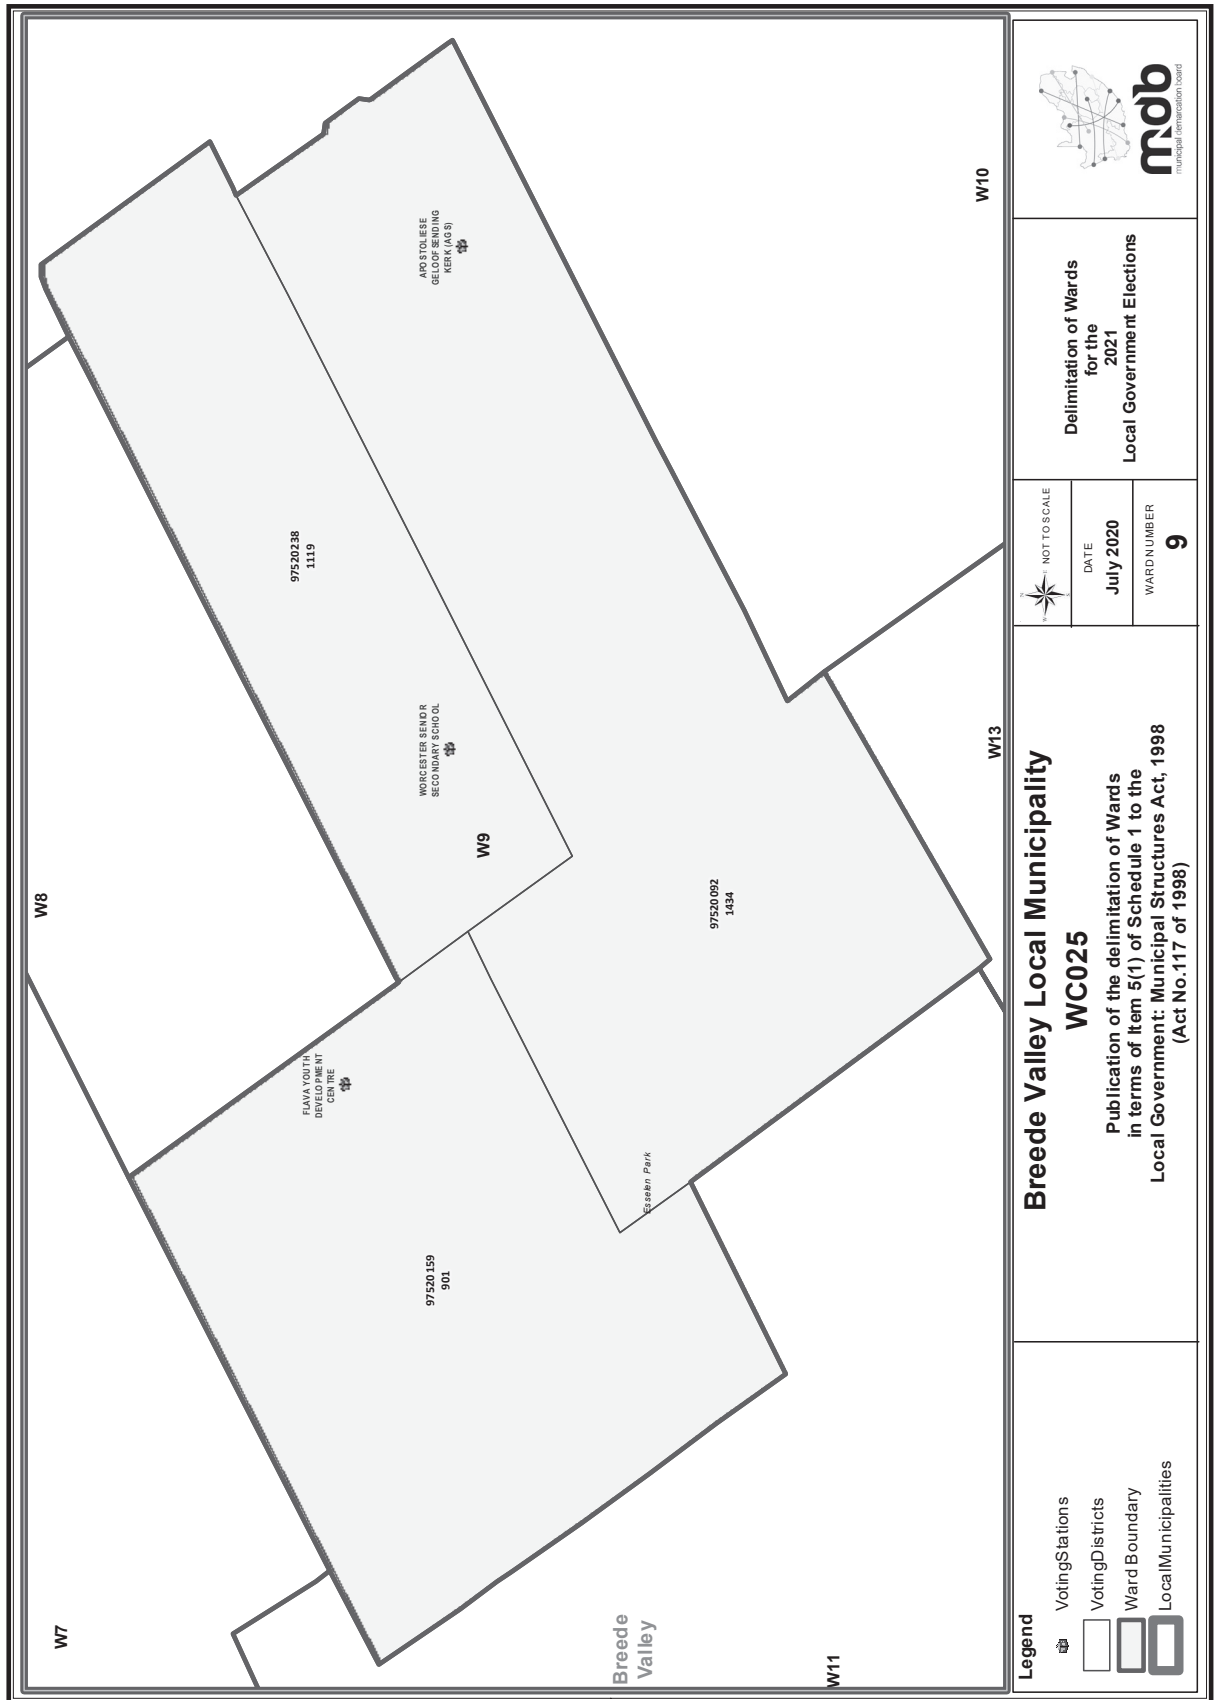 W7
W8
W10
W13
W11
W9
Breede
Valley
97520238
1119
97520159
901
97520092
1434
APOSTOLIESE
GELOOFSENDING
KERK (AGS)
WORCESTER SENIOR
SECONDARY SCHOOL
FLAVA YOUTH
DEVELOPMENT
CENTRE
Esselen Park
Legend
VotingStations
VotingDistricts
Ward Boundary
LocalMunicipalities
Breede Valley Local Municipality
WC025
Publication of the delimitation of Wards
in terms of Item 5(1) of Schedule 1 to the
Local Government: Municipal Structures Act, 1998
(Act No.117 of 1998)
N
W
E
S
NOT TO SCALE
DATE
July 2020
WARDNUMBER
9
Delimitation of Wards
for the
2021
Local Government Elections
mdb
municipal demarcation board